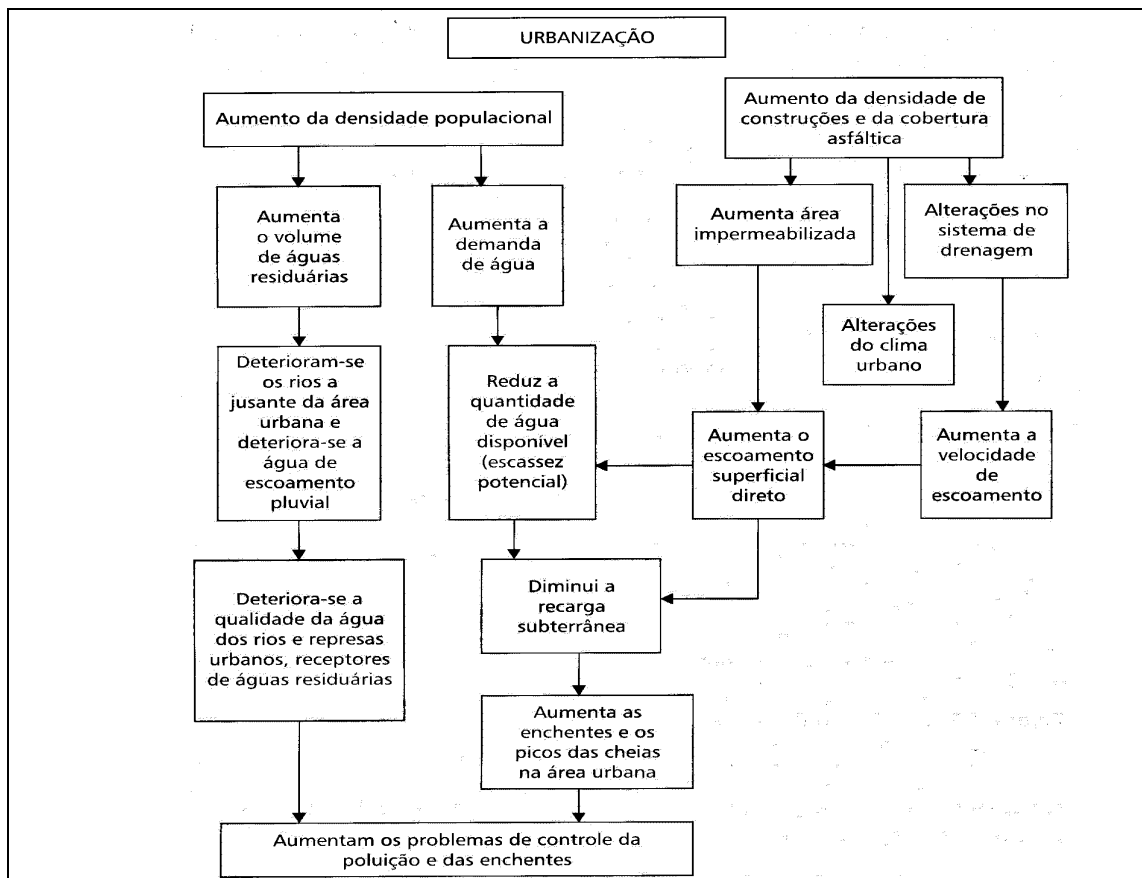 URBANIZAÇÃO
Aumento da densidade populacional
Aumento da densidade de
construções e da cobertura
asfáltica
Aumenta
o volume
de águas
residuárias
Aumenta a
demanda
de água
Aumenta área
impermeabilizada
Alterações no
sistema de
drenagem
Alterações
do clima
urbano
Deterioram-se
os rios a
jusante da área
urbana e
deteriora-se a
água de
escoamento
pluvial
Reduz a
quantidade
de água
disponível
(escassez
potencial)
Aumenta o
escoamento
superficial
direto
Aumenta a
velocidade
de
escoamento
Deteriora-se a
qualidade da água
dos rios e represas
urbanos, receptores
de águas residuárias
Diminui a
recarga
subterrânea
Aumenta as
enchentes e os
picos das cheias
na área urbana
Aumentam os problemas de controle da
poluição e das enchentes